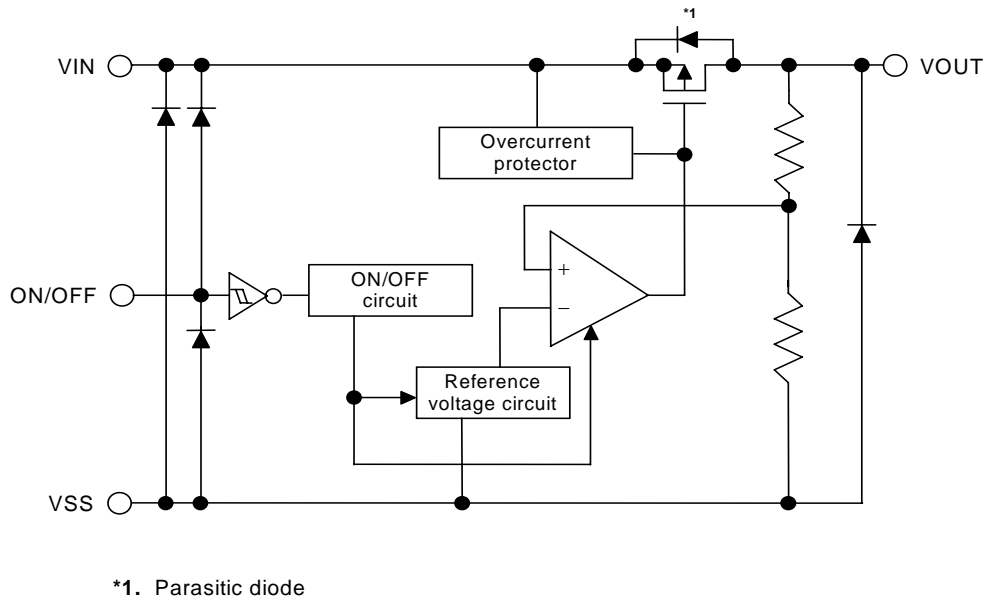 *1
VIN
VOUT
Overcurrent
protector
ON/OFF
ON/OFF
circuit
+
−
Reference
voltage circuit
VSS
*1. Parasitic diode